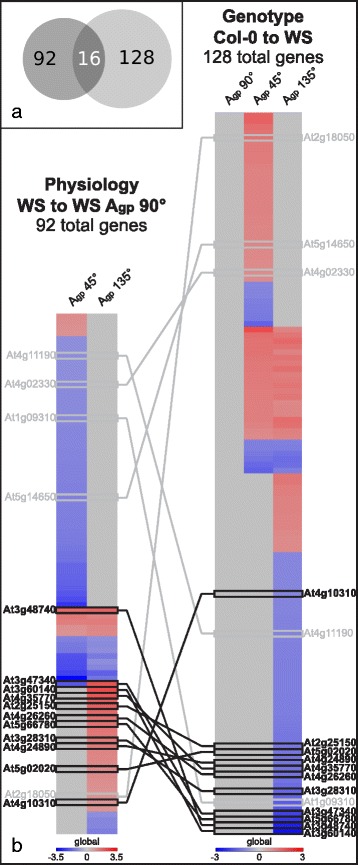 92
16
128
a
Genotype
Col-0 to WS
128 total genes
Agp 90°
Agp 45°
Agp 135°
At2g18050
At5g14650
At4g02330
At4g10310
At4g11190
At2g25150
At5g02020
At4g24890
At4g35770
At4g26260
At3g28310
At1g09310
At3g47340
At5g66780
At3g60140
Physiology
WS to WS Agp 90°
92 total genes
Agp 45°
Agp 135°
At4g11190
At4g02330
At1g09310
At5g14650
At3g48740
At3g47340
At3g60140
At4g35770
At2g25150
At4g26260
At5g66780
At3g28310
At4g24890
At5g02020
At2g18050
At4g10310
b
global
-3.5
0
3.5
global
-3
0
3